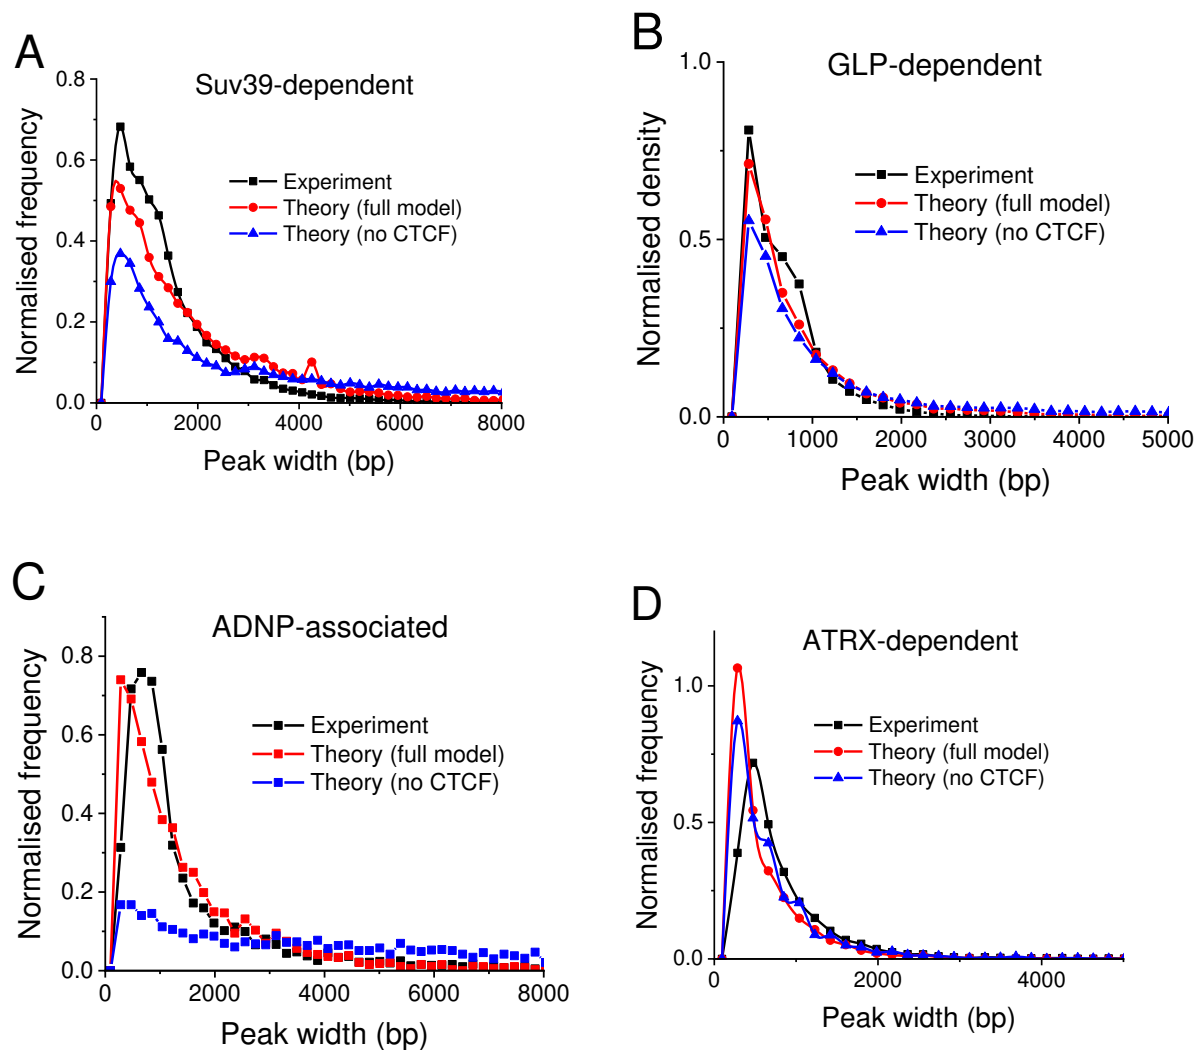 A
Suv39-dependent
Normalised frequency
0.8
0.6
0.4
0.2
0.0
Experiment
Theory (full model)
Theory (no CTCF)
0
2000
4000
6000
8000
Peak width (bp)
B
GLP-dependent
Normalised density
1.0
0.5
0.0
Experiment
Theory (full model)
Theory (no CTCF)
0
1000
2000
3000
4000
5000
Peak width (bp)
C
ADNP-associated
Normalised frequency
0.8
0.6
0.4
0.2
0.0
Experiment
Theory (full model)
Theory (no CTCF)
0
2000
4000
6000
8000
Peak width (bp)
D
ATRX-dependent
Normalised frequency
1.0
0.5
0.0
Experiment
Theory (full model)
Theory (no CTCF)
0
2000
4000
Peak width (bp)